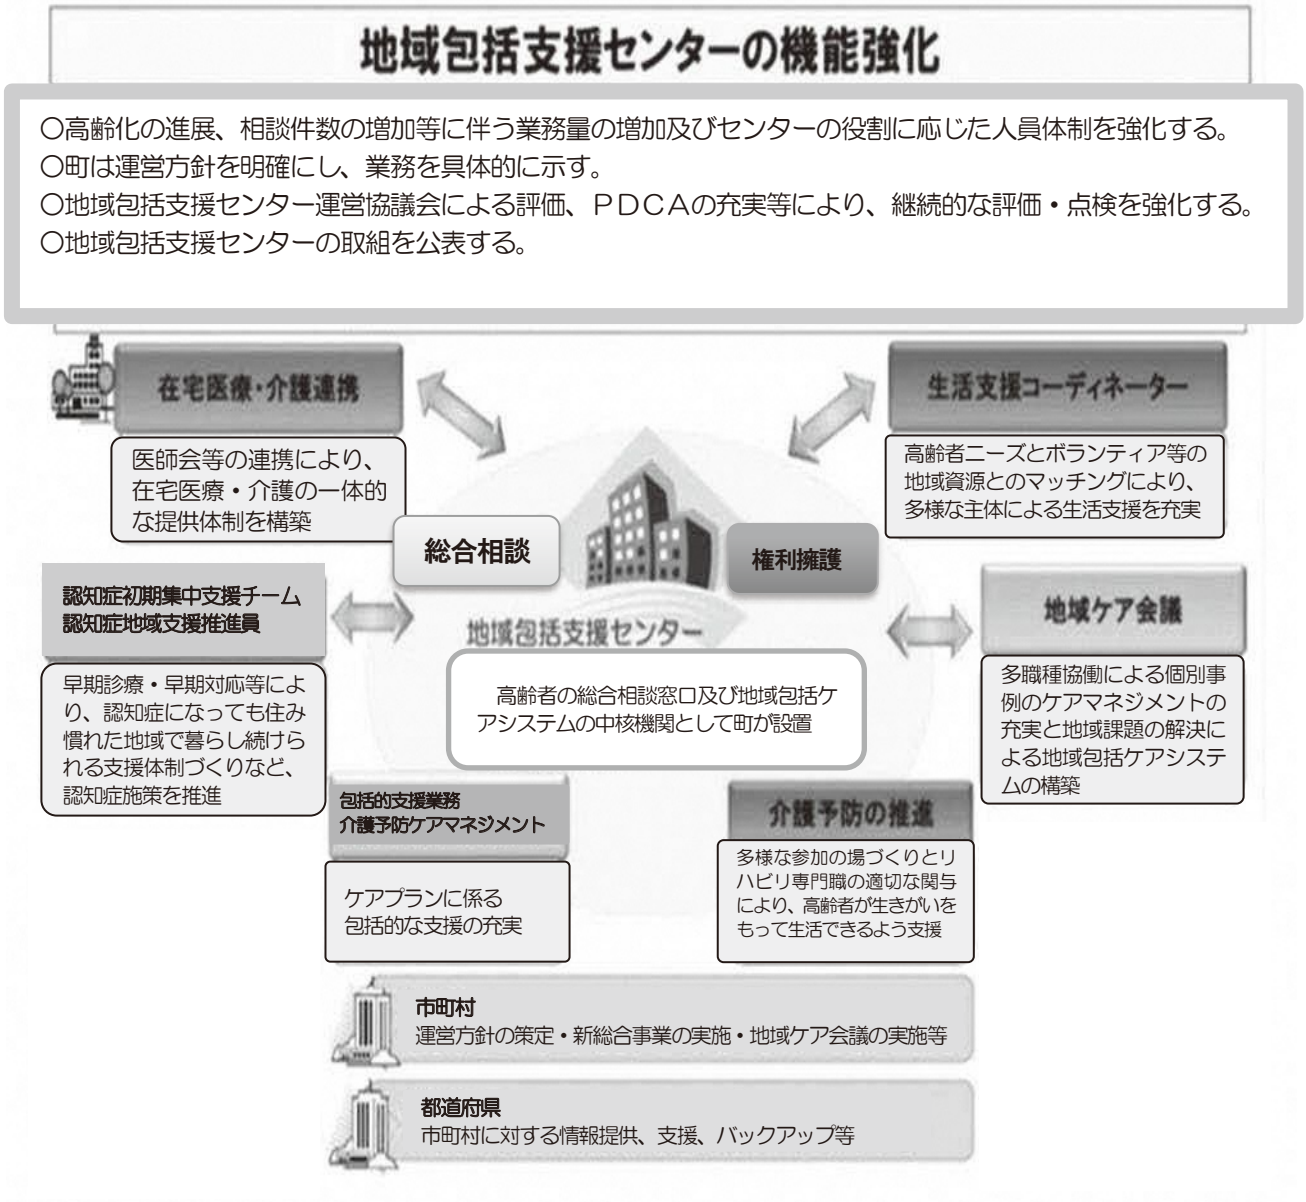 地域包括支援センターの機能強化
〇高齢化の進展、相談件数の増加等に伴う業務量の増加及びセンターの役割に応じた人員体制を強化する。
〇町は運営方針を明確にし、業務を具体的に示す。
〇地域包括支援センター運営協議会による評価、ＰＤＣＡの充実等により、継続的な評価・点検を強化する。
〇地域包括支援センターの取組を公表する。
在宅医療・介護連携
医師会等の連携により、
在宅医療・介護の一体的
な提供体制を構築
生活支援コーディネーター
高齢者ニーズとボランティア等の
地域資源とのマッチングにより、
多様な主体による生活支援を充実
総合相談
権利擁護
地域包括支援センター
高齢者の総合相談窓口及び地域包括ケ
アシステムの中核機関として町が設置
認知症初期集中支援チーム
認知症地域支援推進員
早期診療・早期対応等によ
り、認知症になっても住み
慣れた地域で暮らし続けら
れる支援体制づくりなど、
認知症施策を推進
地域ケア会議
多職種協働による個別事
例のケアマネジメントの
充実と地域課題の解決に
よる地域包括ケアシステ
ムの構築
包括的支援業務
介護予防ケアマネジメント
ケアプランに係る
包括的な支援の充実
介護予防の推進
多様な参加の場づくりとリ
ハビリ専門職の適切な関与
により、高齢者が生きがいを
もって生活できるよう支援
市町村
運営方針の策定・新総合事業の実施・地域ケア会議の実施等
都道府県
市町村に対する情報提供、支援、バックアップ等